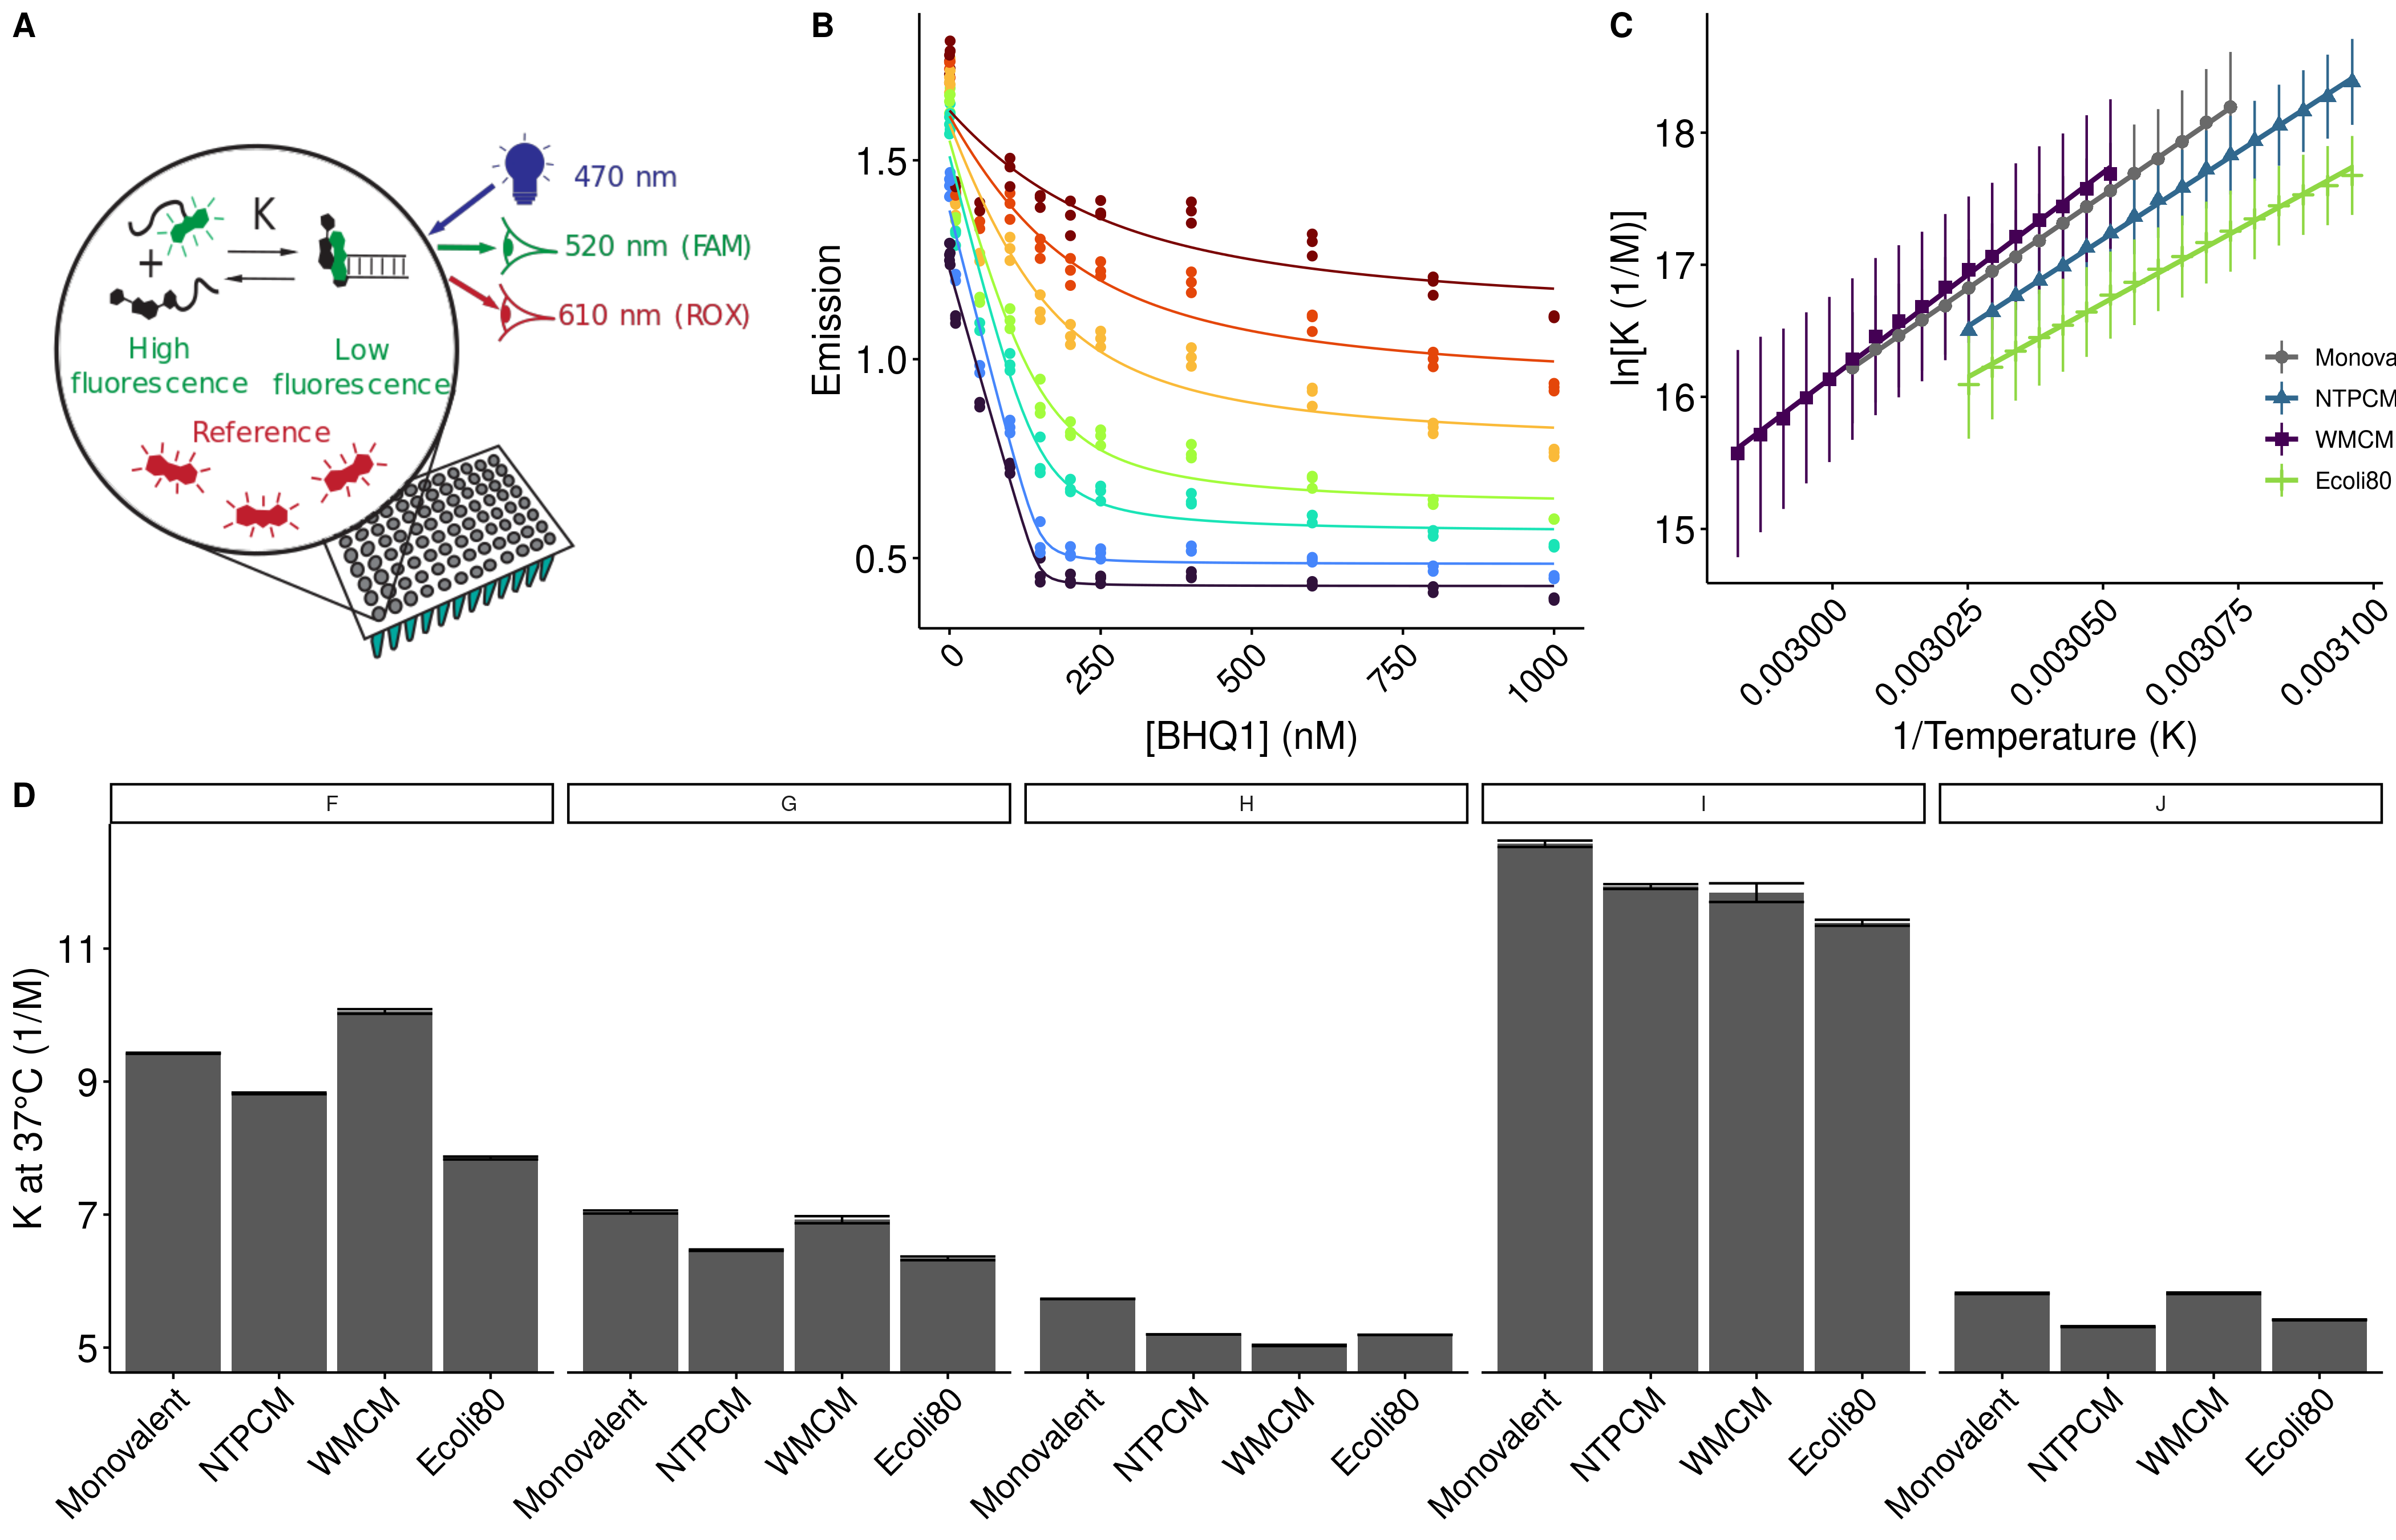 A
K
+
High
fluorescence
Low
fluorescence
Reference
470 nm
520 nm (FAM)
610 nm (ROX)
B
Emission
1.5
1.0
0.5
0
250
500
750
1000
[BHQ1] (nM)
C
ln[K (1/M)]
18
17
16
15
0.003000
0.003025
0.003050
0.003075
0.003100
1/Temperature (K)
Monova
NTPCM
WMCM
Ecoli80
D
F
G
H
I
J
K at 37°C (1/M)
11
9
7
5
Monovalent
NTPCM
WMCM
Ecoli80
Monovalent
NTPCM
WMCM
Ecoli80
Monovalent
NTPCM
WMCM
Ecoli80
Monovalent
NTPCM
WMCM
Ecoli80
Monovalent
NTPCM
WMCM
Ecoli80